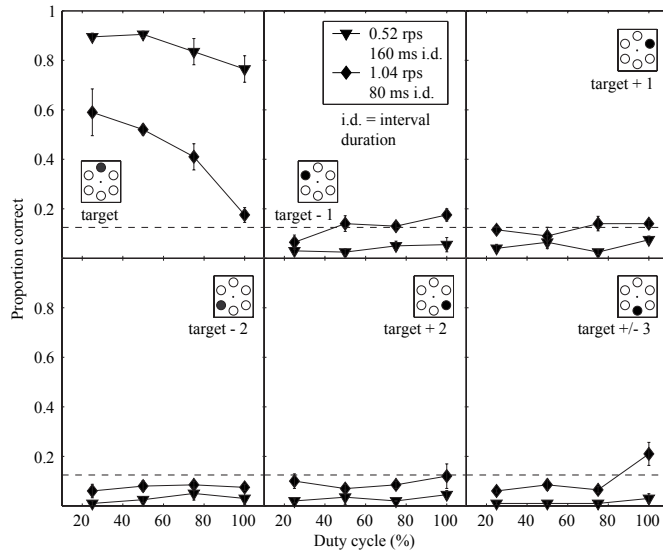 1
0.8
0.6
0.4
0.2
0.8
0.6
0.4
0.2
Proportion correct
target
0.52 rps
160 ms i.d.
1.04 rps
80 ms i.d.
i.d. = interval
duration
target - 1
target + 1
target - 2
target + 2
target +/- 3
20 40 60 80 100
20 40 60 80 100
20 40 60 80 100
Duty cycle (%)